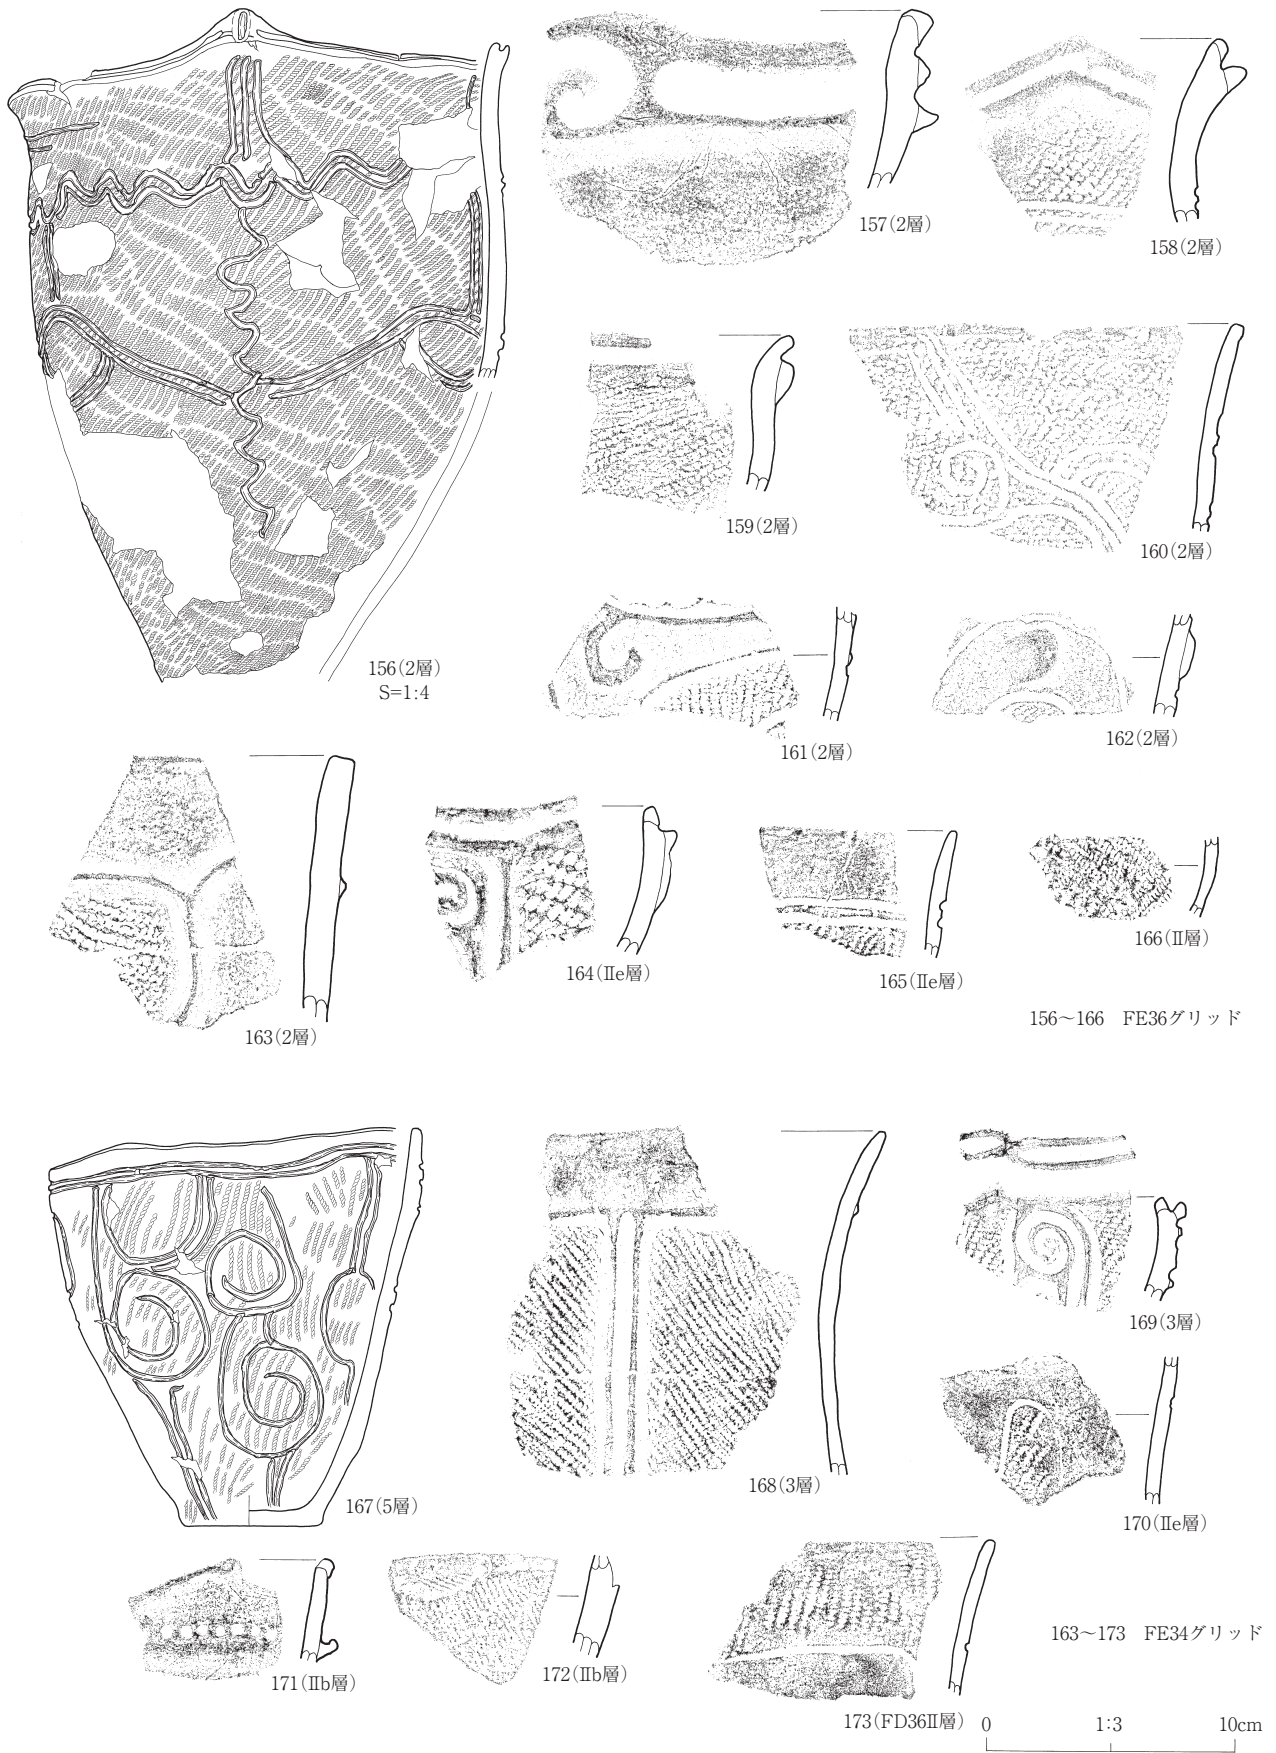 157(2層)
158(2層)
159(2層)
160(2層)
156(2層)
S=1:4
161(2層)
162(2層)
163(2層)
164(Ⅱe層)
165(Ⅱe層)
166(Ⅱ層)
156～166　FE36グリッド
167(5層)
168(3層)
169(3層)
170(Ⅱe層)
171(Ⅱb層)
172(Ⅱb層)
173(FD36Ⅱ層)
163～173　FE34グリッド
0 1:3 10cm